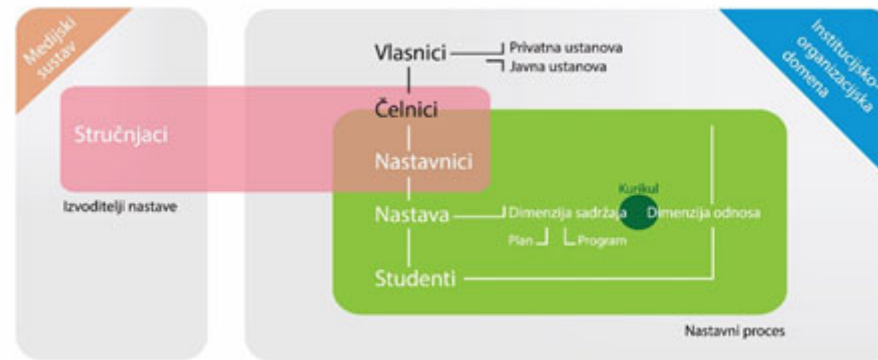 Medijski
sustav
Institucijsko-
organizacijska
domena
Vlasnici
Privatna ustanova
Javna ustanova
Čelnici
Stručnjaci
Nastavnici
Izvoditelji nastave
Kurikul
Nastava
Dimenzija sadržaja
Dimenzija odnosa
Plan
Program
Studenti
Nastavni proces